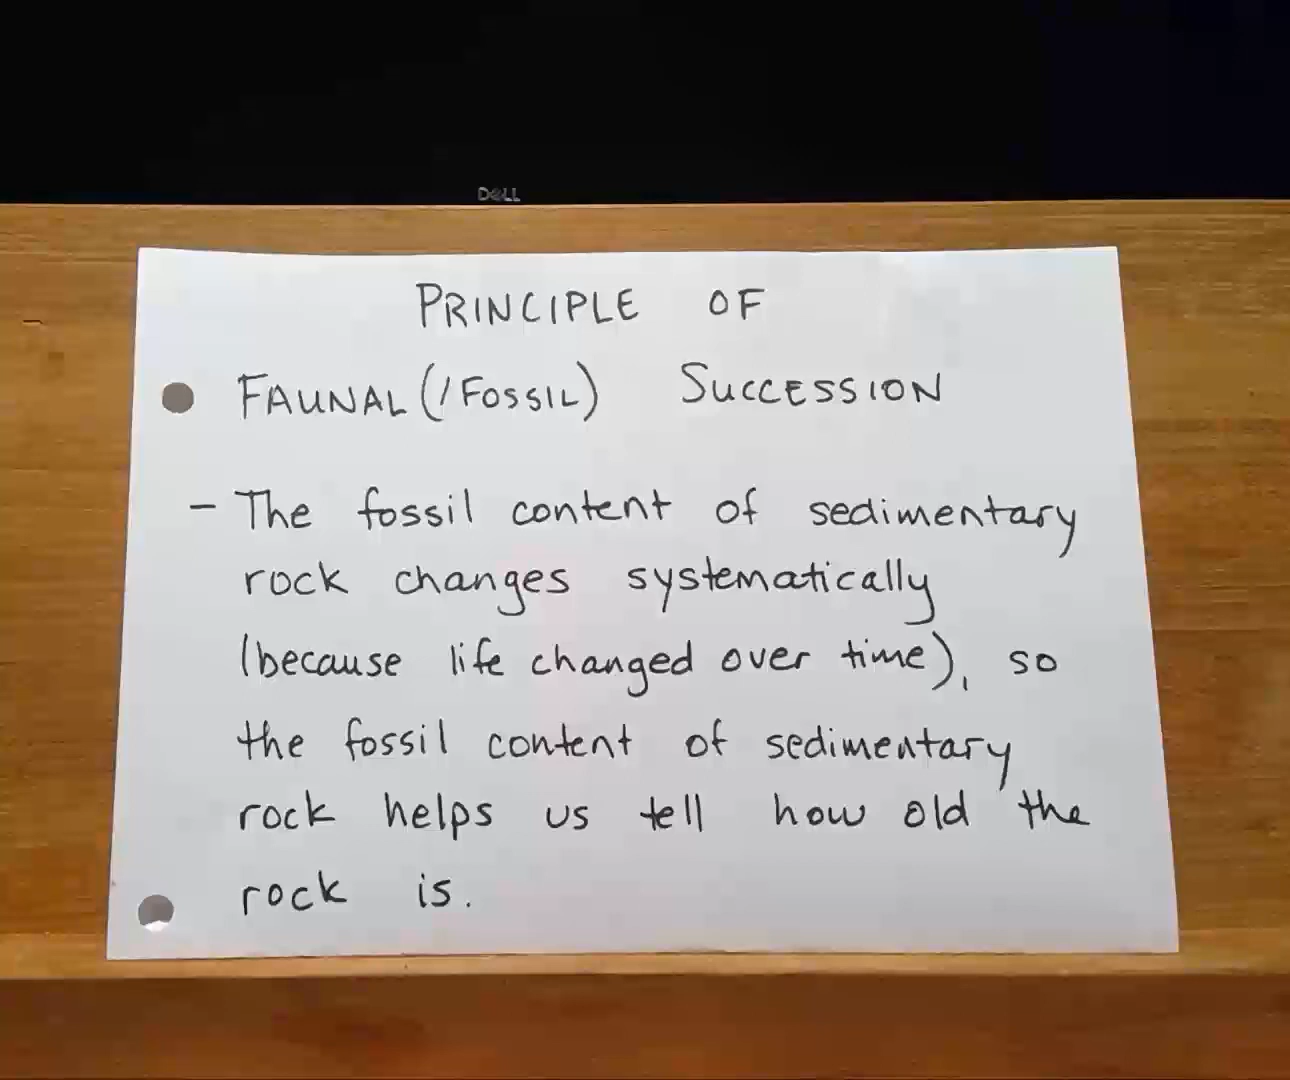 DELL
PRINCIPLE OF
FAUNAL (/FOSSIL) SUCCESSION
- The fossil content of sedimentary
rock changes systematically
(because life changed over time), so
the fossil content of sedimentary
rock helps us tell how old the
rock is.